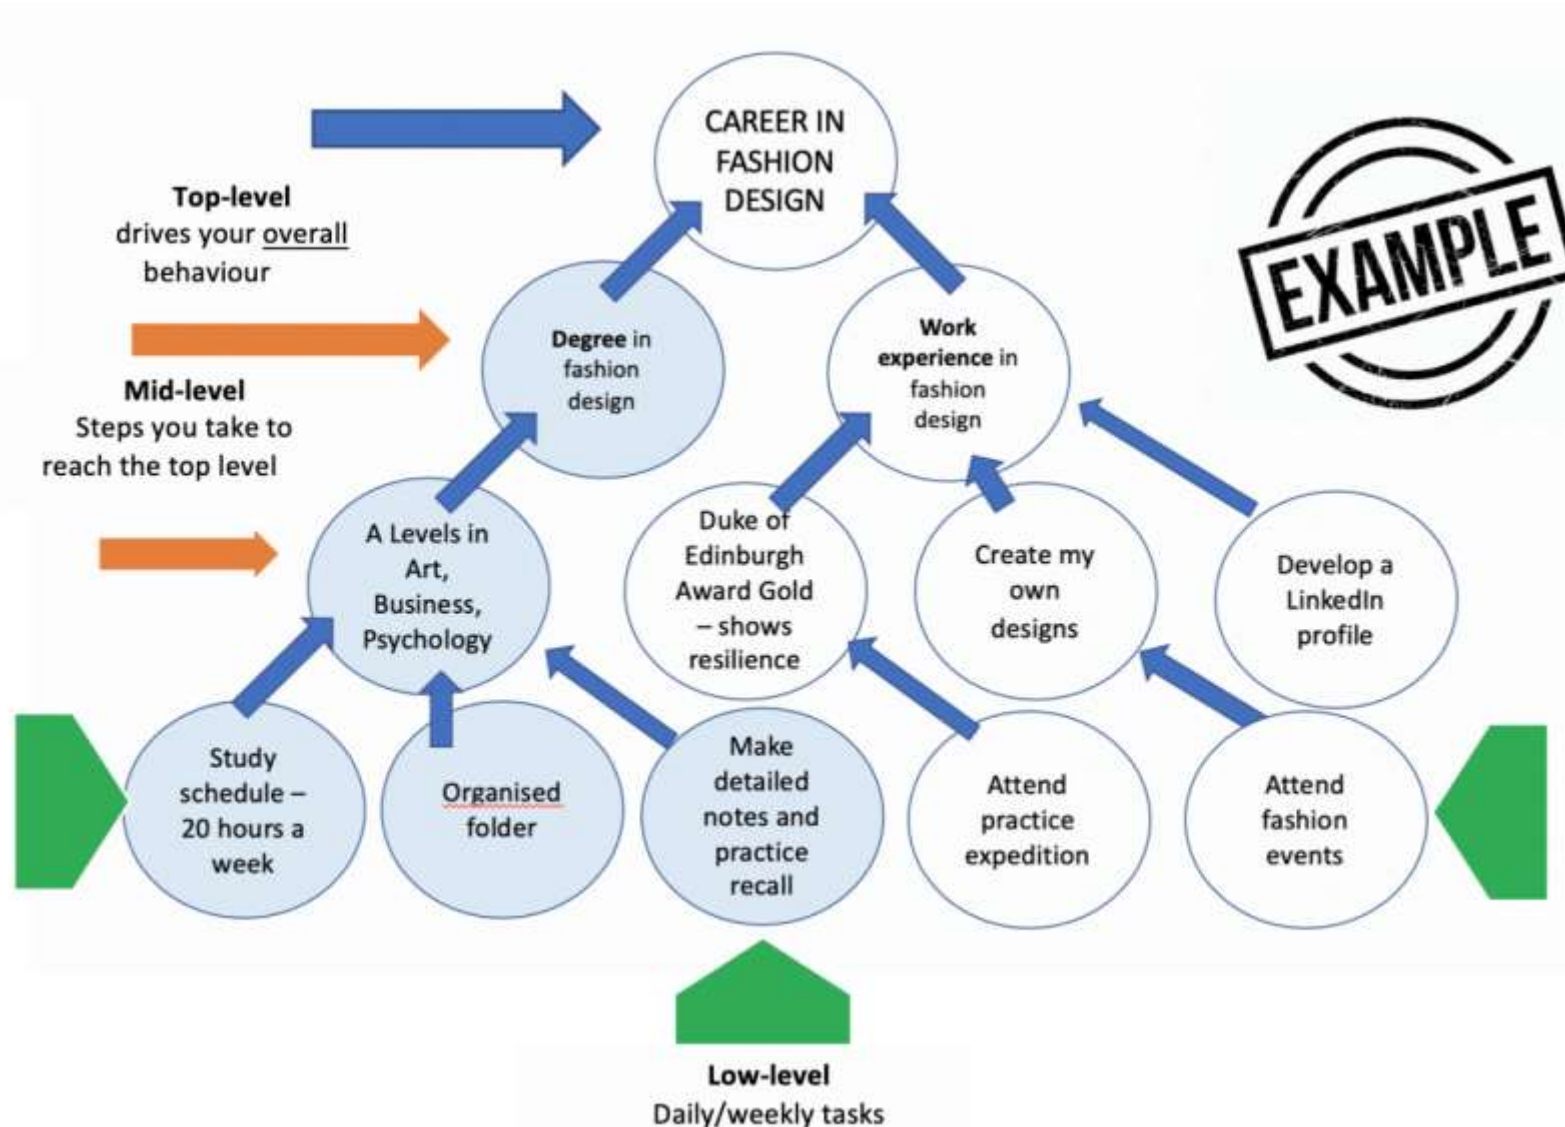 CAREER IN
FASHION
DESIGN
EXAMPLE
Top-level
drives your overall
behaviour
Degree in
fashion
design
Work
experience in
fashion
design
Mid-level
Steps you take to
reach the top level
A Levels in
Art,
Business,
Psychology
Duke of
Edinburgh
Award Gold
– shows
resilience
Create my
own
designs
Develop a
LinkedIn
profile
Study
schedule –
20 hours a
week
Organised
folder
Make
detailed
notes and
practice
recall
Attend
practice
expedition
Attend
fashion
events
Low-level
Daily/weekly tasks